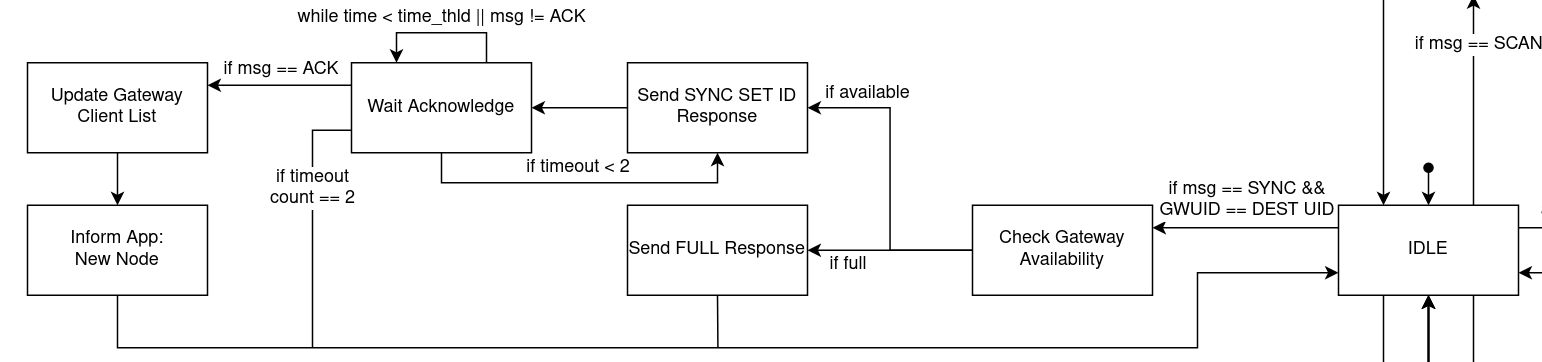 while time < time_thld || msg != ACK
if msg == SCAN
if msg == ACK
Update Gateway
Client List
Wait Acknowledge
Send SYNC SET ID
Response
if available
if timeout < 2
if timeout
count == 2
if msg == SYNC &&
GWUID == DEST UID
Inform App:
New Node
Send FULL Response
if full
Check Gateway
Availability
IDLE